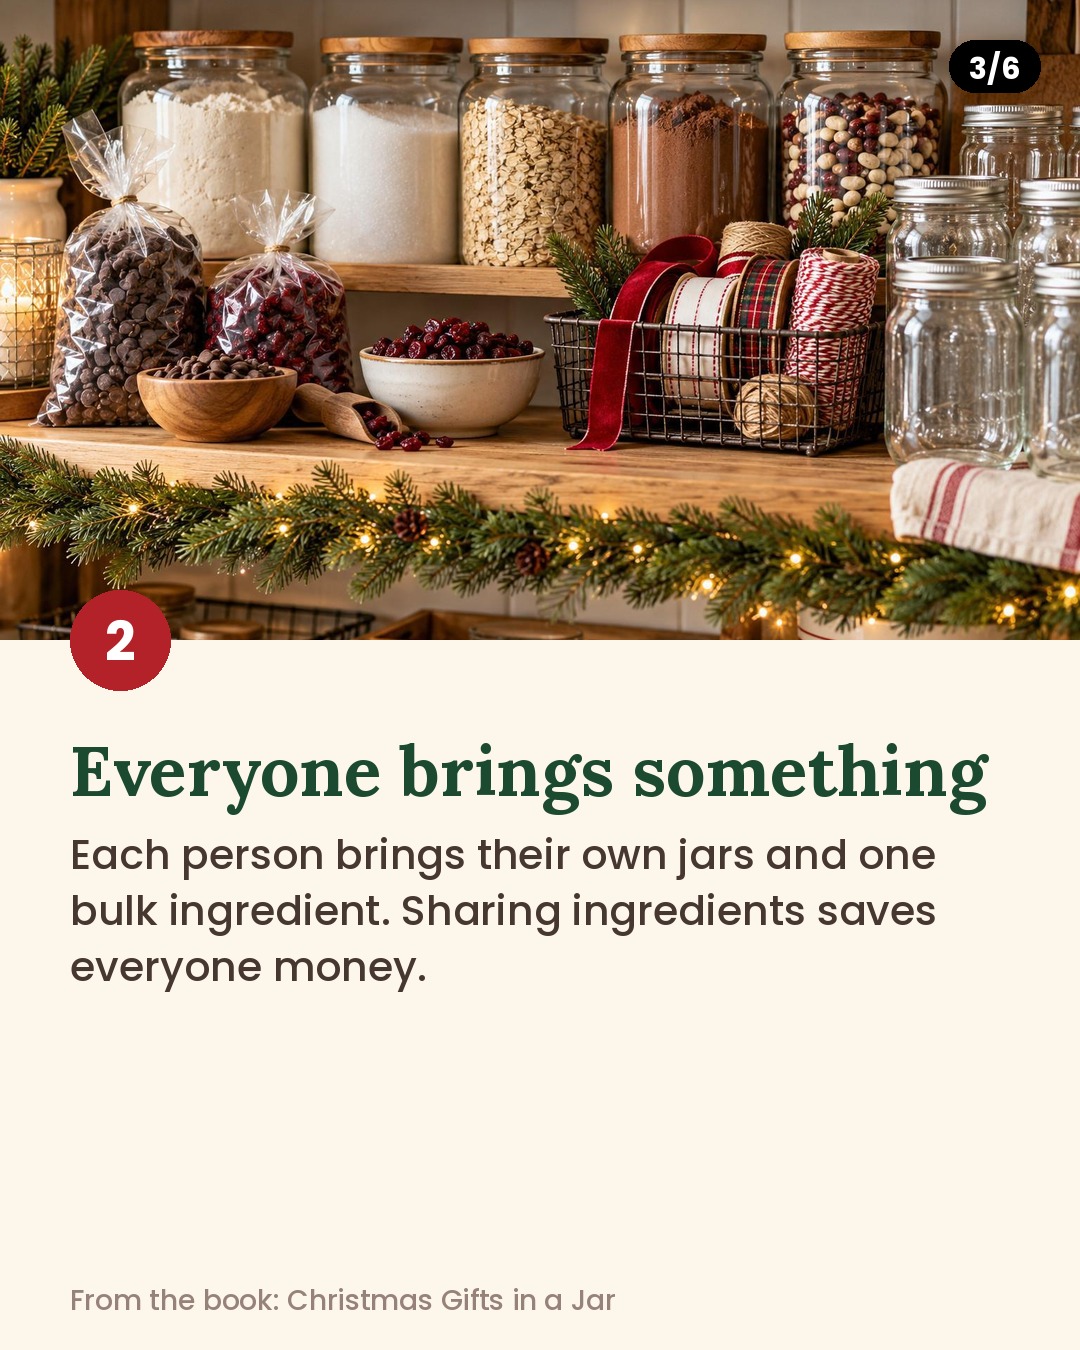 3/6
2
Everyone brings something
Each person brings their own jars and one
bulk ingredient. Sharing ingredients saves
everyone money.
From the book: Christmas Gifts in a Jar